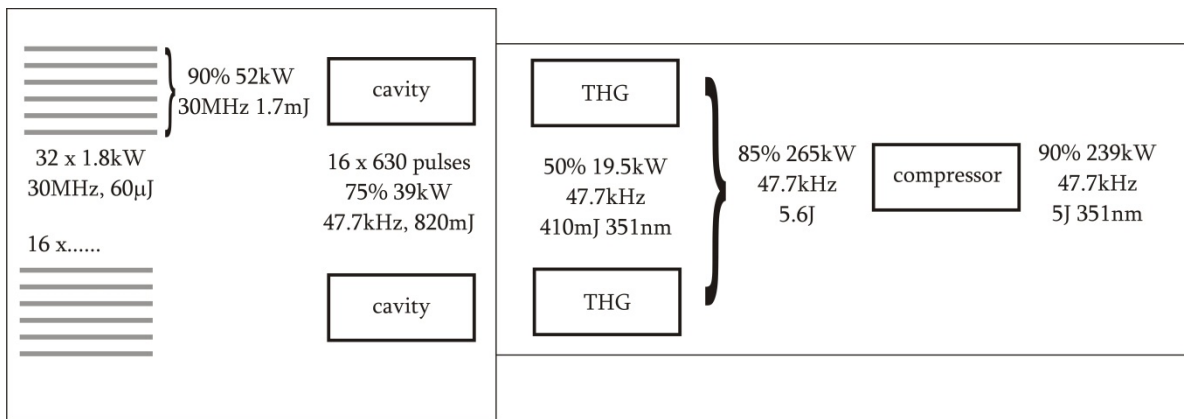 90% 52kW
30MHz 1.7mJ
32 x 1.8kW
30MHz, 60μJ
16 x......
cavity
16 x 630 pulses
75% 39kW
47.7kHz, 820mJ
cavity
THG
50% 19.5kW
47.7kHz
410mJ 351nm
THG
85% 265kW
47.7kHz
5.6J
compressor
90% 239kW
47.7kHz
5J 351nm